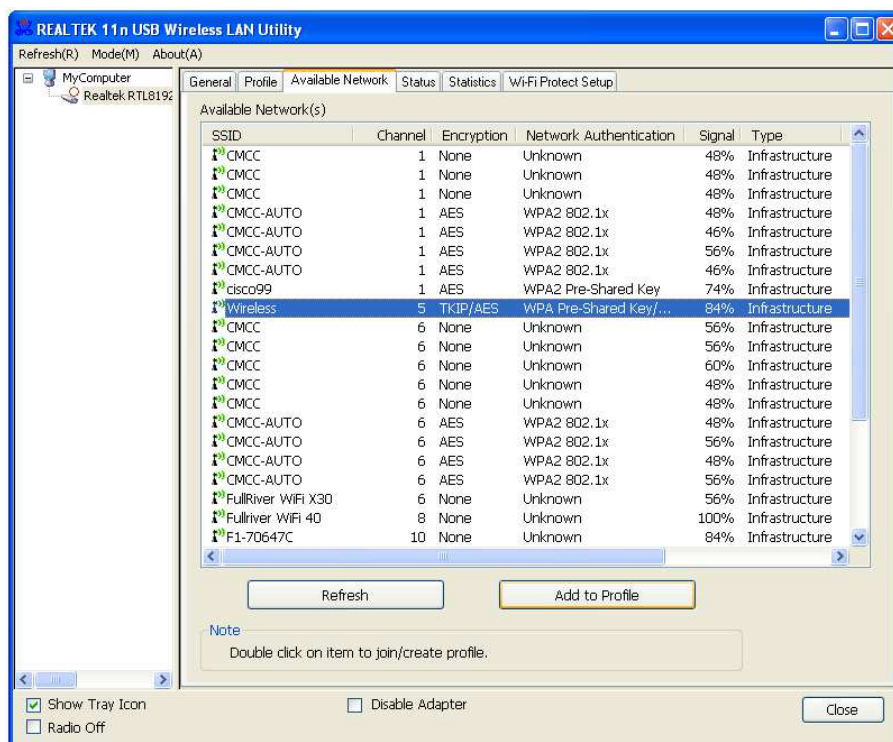 REALTEK 11n USB Wireless LAN Utility
Refresh(R) Mode(M) About(A)
MyComputer
Realtek RTL8192
General Profile Available Network Status Statistics Wi-Fi Protect Setup
Available Network(s)
SSID Channel Encryption Network Authentication Signal Type
CMCC 1 None Unknown 48% Infrastructure
CMCC 1 None Unknown 48% Infrastructure
CMCC 1 None Unknown 48% Infrastructure
CMCC-AUTO 1 AES WPA2 802.1x 48% Infrastructure
CMCC-AUTO 1 AES WPA2 802.1x 46% Infrastructure
CMCC-AUTO 1 AES WPA2 802.1x 56% Infrastructure
CMCC-AUTO 1 AES WPA2 802.1x 46% Infrastructure
cisco99 1 AES WPA2 Pre-Shared Key 74% Infrastructure
Wireless 5 TKIP/AES WPA Pre-Shared Key/... 84% Infrastructure
CMCC 6 None Unknown 56% Infrastructure
CMCC 6 None Unknown 56% Infrastructure
CMCC 6 None Unknown 60% Infrastructure
CMCC 6 None Unknown 48% Infrastructure
CMCC 6 None Unknown 48% Infrastructure
CMCC-AUTO 6 AES WPA2 802.1x 48% Infrastructure
CMCC-AUTO 6 AES WPA2 802.1x 56% Infrastructure
CMCC-AUTO 6 AES WPA2 802.1x 48% Infrastructure
CMCC-AUTO 6 AES WPA2 802.1x 56% Infrastructure
FullRiver WiFi X30 6 None Unknown 56% Infrastructure
Fullriver WiFi 40 8 None Unknown 100% Infrastructure
F1-70647C 10 None Unknown 84% Infrastructure
Refresh Add to Profile
Note
Double click on item to join/create profile.
Show Tray Icon Disable Adapter Close
Radio Off